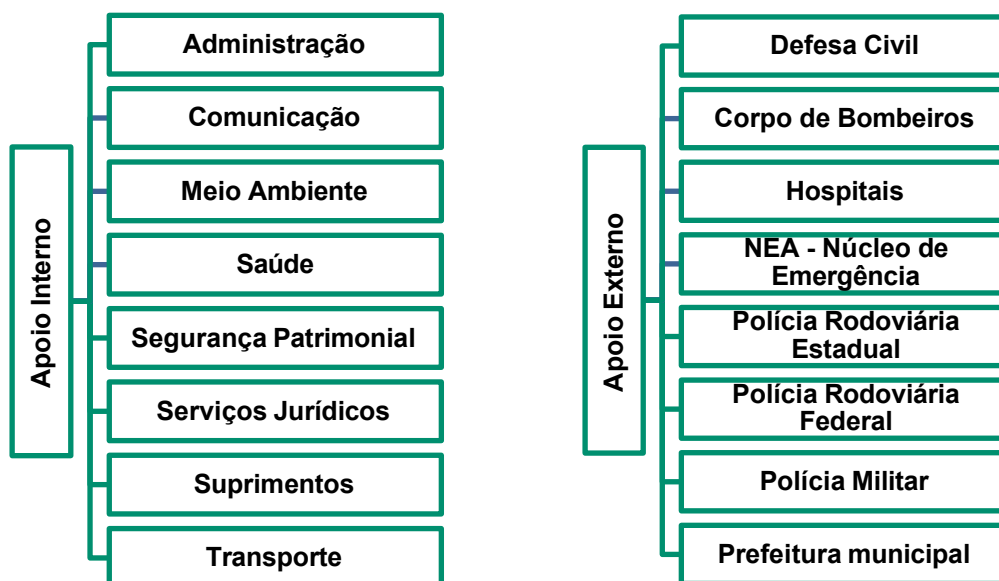 Apoio Interno
Administração
Comunicação
Meio Ambiente
Saúde
Segurança Patrimonial
Serviços Jurídicos
Suprimentos
Transporte
Apoio Externo
Defesa Civil
Corpo de Bombeiros
Hospitais
NEA - Núcleo de
Emergência
Polícia Rodoviária
Estadual
Polícia Rodoviária
Federal
Polícia Militar
Prefeitura municipal